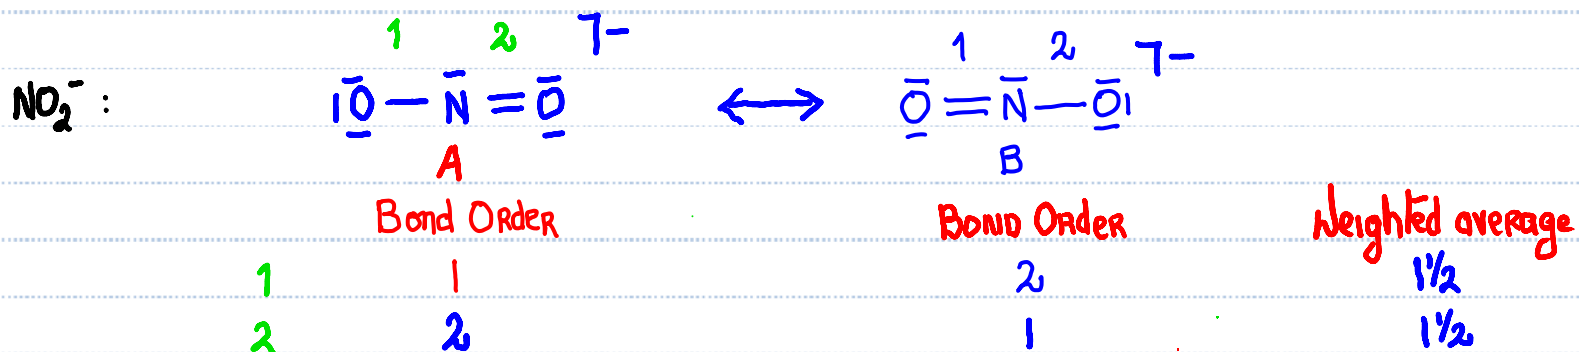 1 2 ⌉− 1 2 ⌉−
NO₂⁻ : |O̲̅ — N̅ = O̲̅ ↔ O̲̅ = N̅ — O̲̅|
A B
Bond Order Bond Order Weighted average
1 1 2 1½
2 2 1 1½